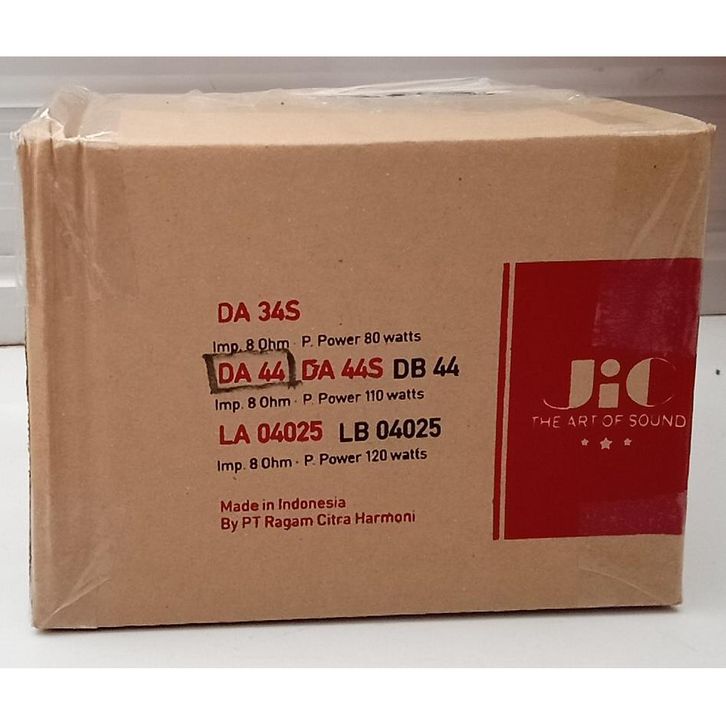 DA 34S
Imp. 8 Ohm · P. Power 80 watts
DA 44 DA 44S DB 44
Imp. 8 Ohm · P. Power 110 watts
LA 04025 LB 04025
Imp. 8 Ohm · P. Power 120 watts
Made in Indonesia
By PT Ragam Citra Harmoni
JiC
THE ART OF SOUND